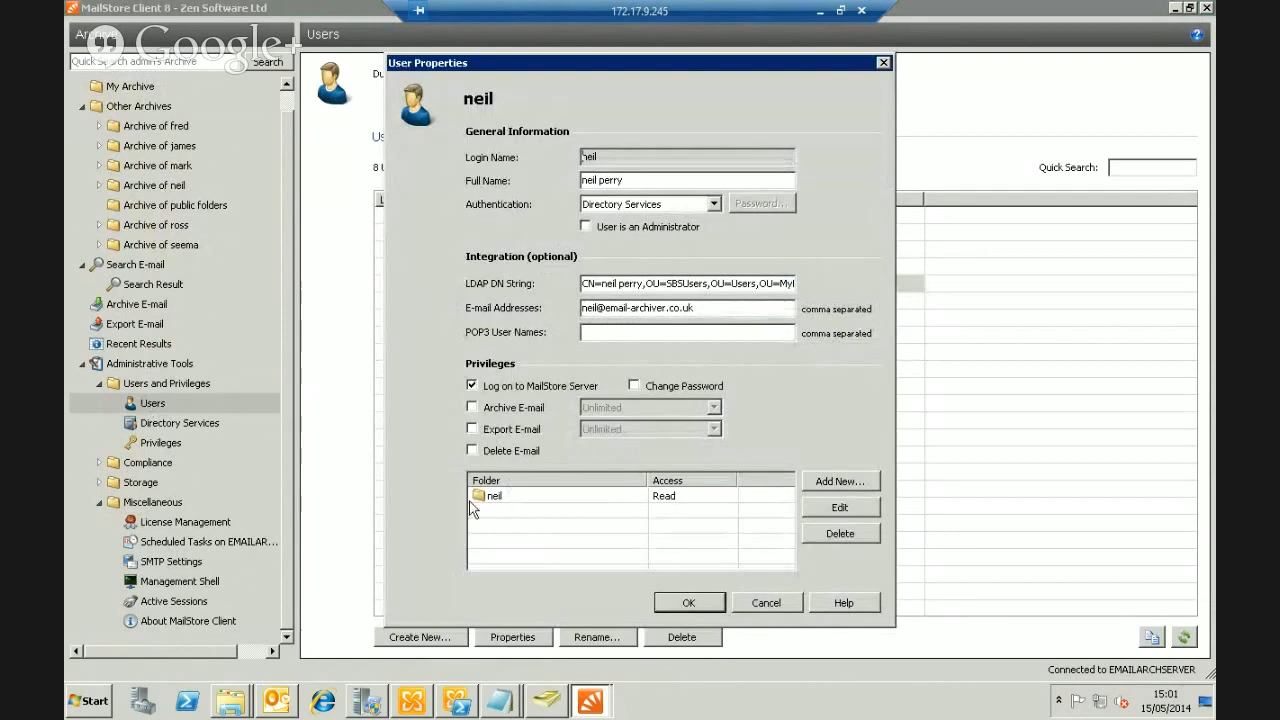 MailStore Client 8 - Zen Software Ltd
172.17.9.245
Google+
Users
search
My Archive
Other Archives
Archive of fred
Archive of james
Archive of mark
Archive of neil
Archive of public folders
Archive of ross
Archive of seema
Search E-mail
Search Result
Archive E-mail
Export E-mail
Recent Results
Administrative Tools
Users and Privileges
Users
Directory Services
Privileges
Compliance
Storage
Miscellaneous
License Management
Scheduled Tasks on EMAILAR...
SMTP Settings
Management Shell
Active Sessions
About MailStore Client
Quick Search:
User Properties
neil
General Information
Login Name: neil
Full Name: neil perry
Authentication: Directory Services Password...
User is an Administrator
Integration (optional)
LDAP DN String: CN=neil perry,OU=SBSUsers,OU=Users,OU=My
E-mail Addresses: neil@email-archiver.co.uk comma separated
POP3 User Names: comma separated
Privileges
Log on to MailStore Server Change Password
Archive E-mail Unlimited
Export E-mail Unlimited
Delete E-mail
Folder Access
neil Read
Add New...
Edit
Delete
OK Cancel Help
Create New... Properties Rename... Delete
Connected to EMAILARCHSERVER
Start
15:01
15/05/2014